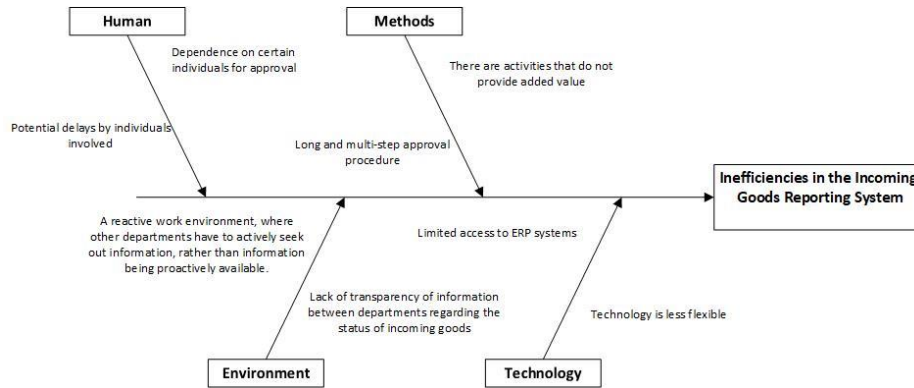 Human
Methods
Dependence on certain
individuals for approval
There are activities that do not
provide added value
Potential delays by individuals
involved
Long and multi-step approval
procedure
Inefficiencies in the Incoming
Goods Reporting System
A reactive work environment, where
other departments have to actively seek
out information, rather than information
being proactively available.
Limited access to ERP systems
Lack of transparency of information
between departments regarding the
status of incoming goods
Technology is less flexible
Environment
Technology